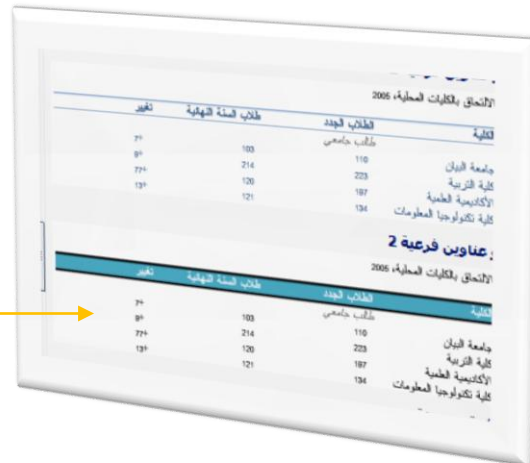 الالتحاق بالكليات المحلية، 2005
الكلية الطلاب الجدد طلاب السنة النهائية تغيير
طالب جامعي
جامعة البيان 110 103 +7
كلية التربية 223 214 +9
الأكاديمية العلمية 197 120 +77
كلية تكنولوجيا المعلومات 134 121 +13
عناوين فرعية 2
الالتحاق بالكليات المحلية، 2005
الكلية الطلاب الجدد طلاب السنة النهائية تغيير
طالب جامعي
جامعة البيان 110 103 +7
كلية التربية 223 214 +9
الأكاديمية العلمية 197 120 +77
كلية تكنولوجيا المعلومات 134 121 +13